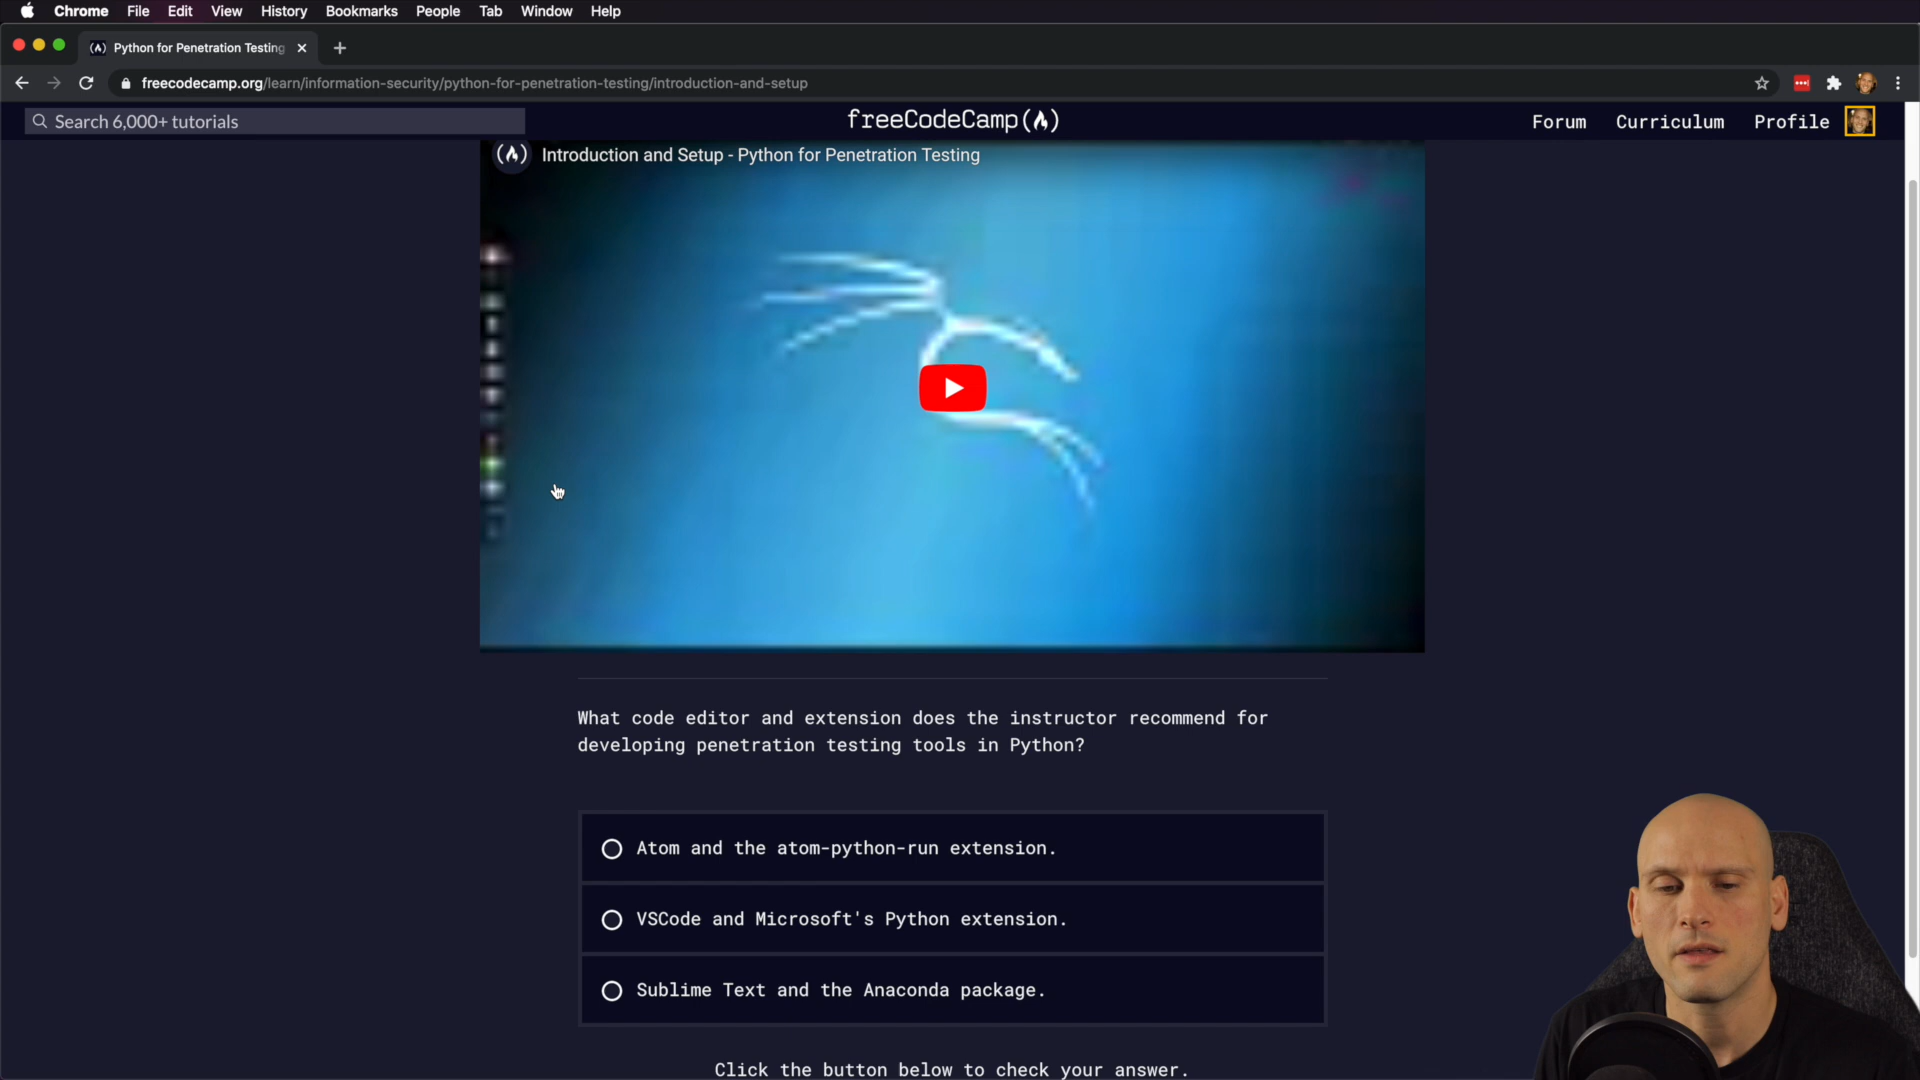 Chrome File Edit View History Bookmarks People Tab Window Help
Python for Penetration Testing
freecodecamp.org/learn/information-security/python-for-penetration-testing/introduction-and-setup
Search 6,000+ tutorials
freeCodeCamp
Forum Curriculum Profile
Introduction and Setup - Python for Penetration Testing
What code editor and extension does the instructor recommend for
developing penetration testing tools in Python?
Atom and the atom-python-run extension.
VSCode and Microsoft's Python extension.
Sublime Text and the Anaconda package.
Click the button below to check your answer.